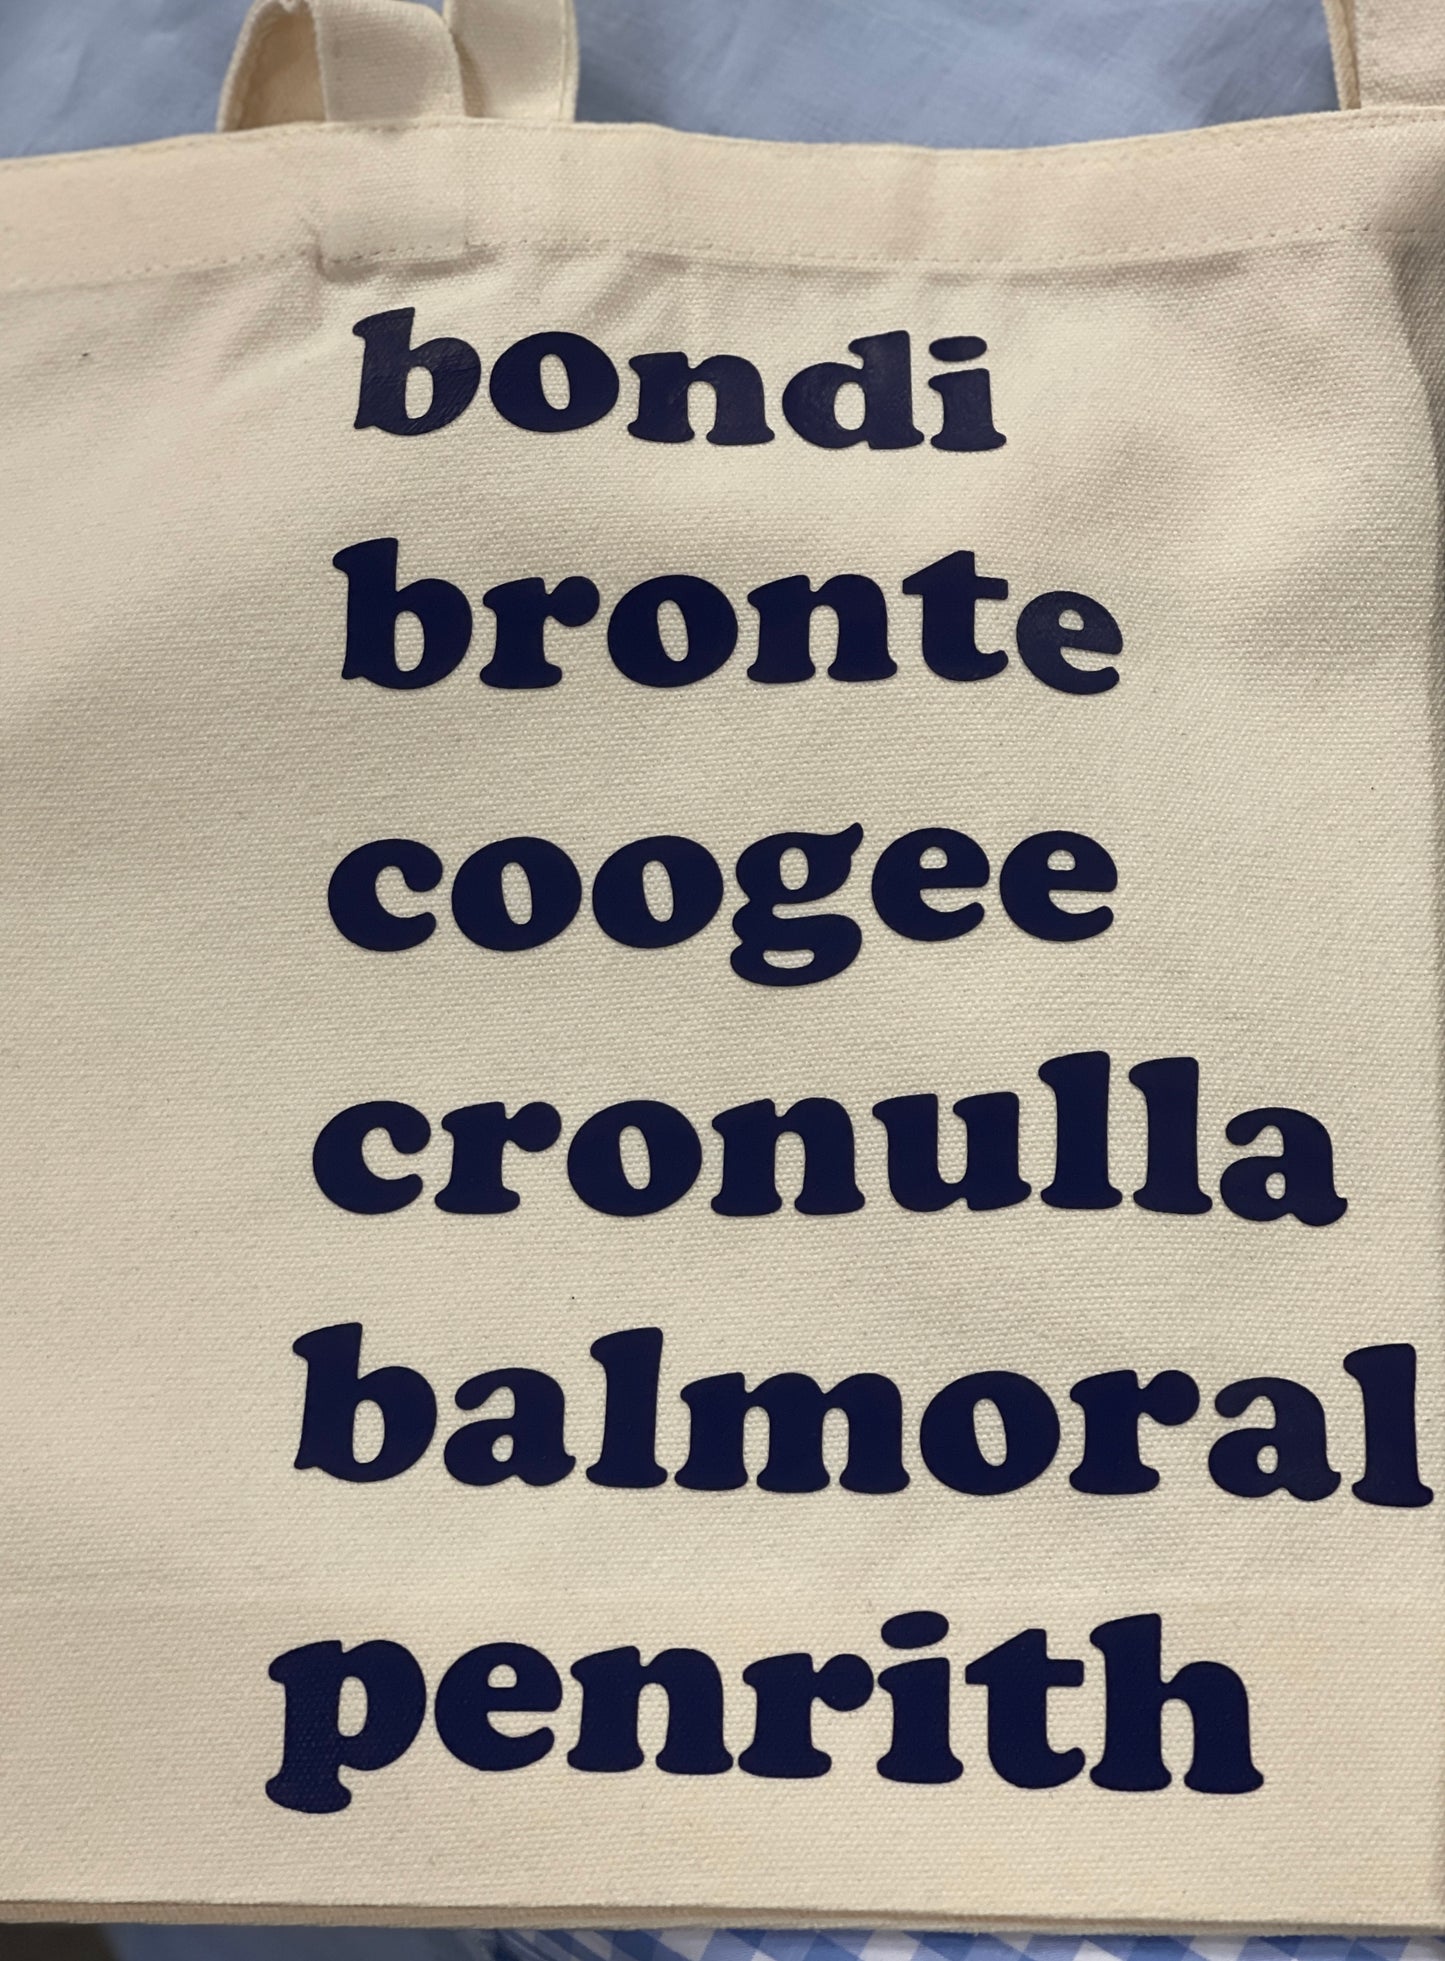 bondi
bronte
coogee
cronulla
balmoral
penrith